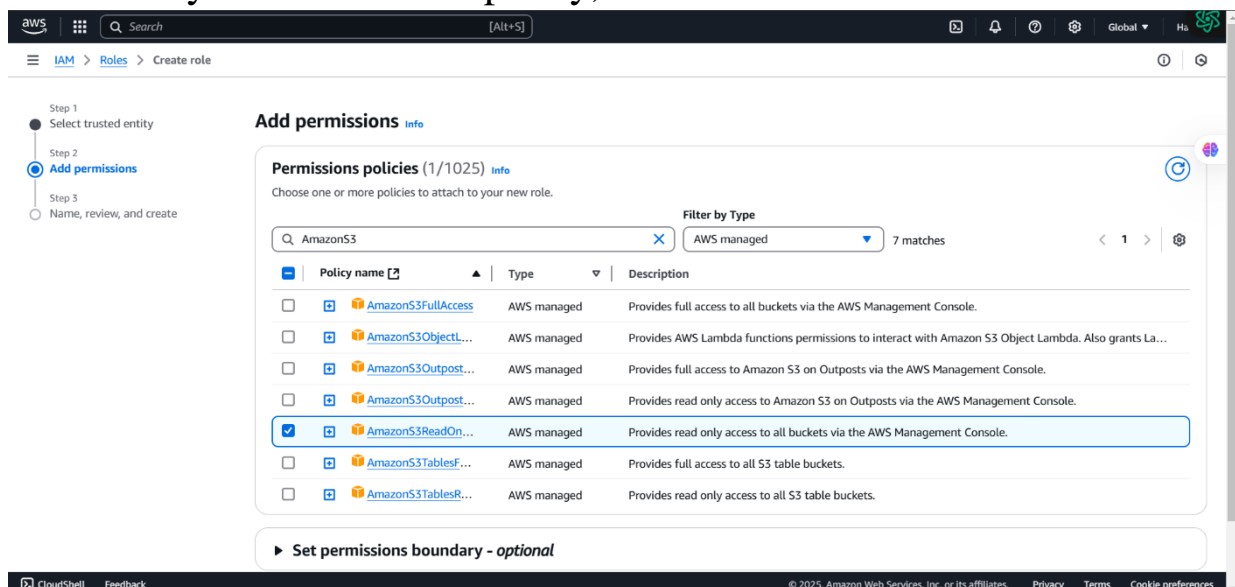 aws
Search
[Alt+S]
Global
IAM > Roles > Create role
Step 1
Select trusted entity
Step 2
Add permissions
Step 3
Name, review, and create
Add permissions Info
Permissions policies (1/1025) Info
Choose one or more policies to attach to your new role.
Filter by Type
AmazonS3
AWS managed
7 matches
1
Policy name
Type
Description
AmazonS3FullAccess AWS managed Provides full access to all buckets via the AWS Management Console.
AmazonS3ObjectL... AWS managed Provides AWS Lambda functions permissions to interact with Amazon S3 Object Lambda. Also grants La...
AmazonS3Outpost... AWS managed Provides full access to Amazon S3 on Outposts via the AWS Management Console.
AmazonS3Outpost... AWS managed Provides read only access to Amazon S3 on Outposts via the AWS Management Console.
AmazonS3ReadOn... AWS managed Provides read only access to all buckets via the AWS Management Console.
AmazonS3TablesF... AWS managed Provides full access to all S3 table buckets.
AmazonS3TablesR... AWS managed Provides read only access to all S3 table buckets.
Set permissions boundary - optional
CloudShell Feedback © 2025, Amazon Web Services, Inc. or its affiliates. Privacy Terms Cookie preferences